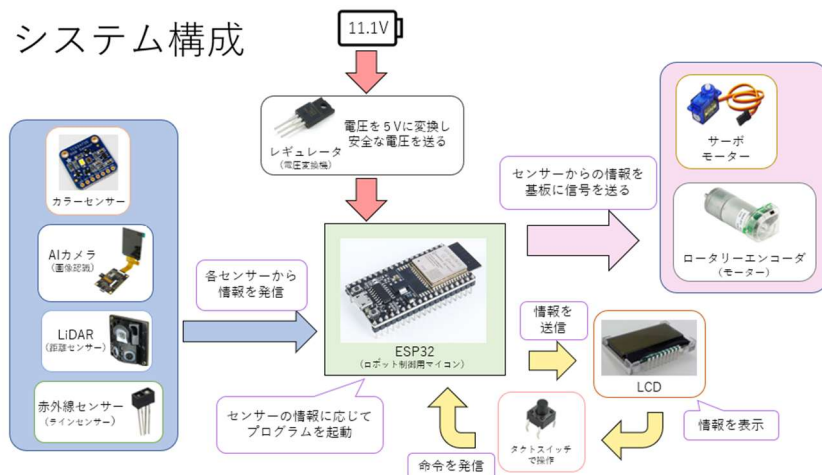 システム構成
11.1V
電圧を５Vに変換し
安全な電圧を送る
レギュレータ
(電圧変換機)
カラーセンサー
AIカメラ
(画像認識)
LiDAR
(距離センサー)
赤外線センサー
(ラインセンサー)
各センサーから
情報を発信
ESP32
(ロボット制御用マイコン)
センサーの情報に応じて
プログラムを起動
センサーからの情報を
基板に信号を送る
サーボ
モーター
ロータリーエンコーダ
(モーター)
情報を
送信
LCD
情報を表示
タクトスイッチ
で操作
命令を発信